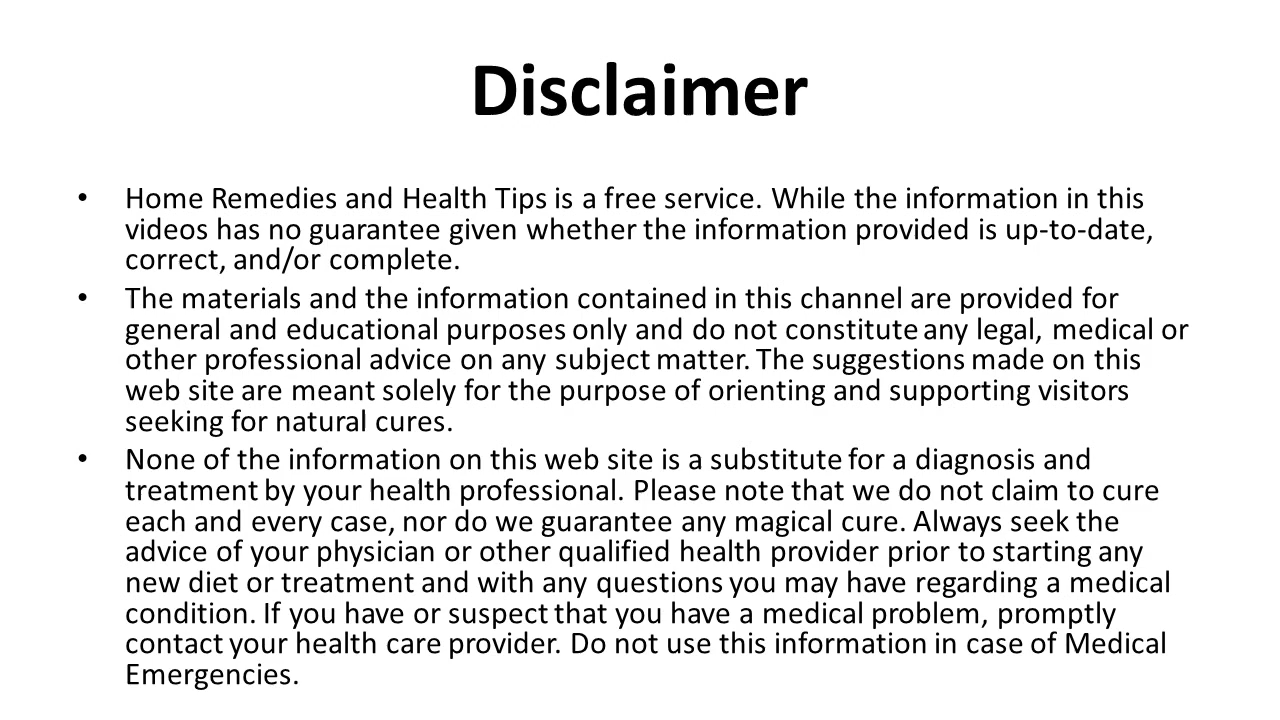 Disclaimer
• Home Remedies and Health Tips is a free service. While the information in this
videos has no guarantee given whether the information provided is up-to-date,
correct, and/or complete.
• The materials and the information contained in this channel are provided for
general and educational purposes only and do not constitute any legal, medical or
other professional advice on any subject matter. The suggestions made on this
web site are meant solely for the purpose of orienting and supporting visitors
seeking for natural cures.
• None of the information on this web site is a substitute for a diagnosis and
treatment by your health professional. Please note that we do not claim to cure
each and every case, nor do we guarantee any magical cure. Always seek the
advice of your physician or other qualified health provider prior to starting any
new diet or treatment and with any questions you may have regarding a medical
condition. If you have or suspect that you have a medical problem, promptly
contact your health care provider. Do not use this information in case of Medical
Emergencies.